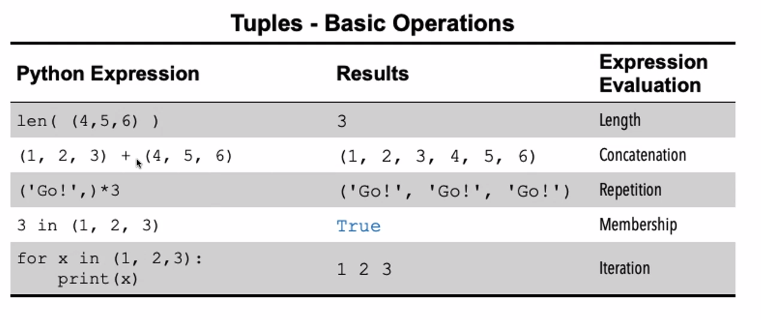 Tuples - Basic Operations
Python Expression Results Expression Evaluation
len( (4,5,6) ) 3 Length
(1, 2, 3) + (4, 5, 6) (1, 2, 3, 4, 5, 6) Concatenation
('Go!',)*3 ('Go!', 'Go!', 'Go!') Repetition
3 in (1, 2, 3) True Membership
for x in (1, 2,3):
    print(x) 1 2 3 Iteration